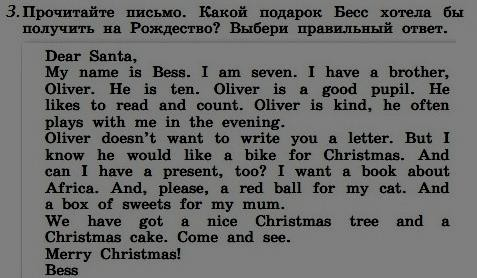 3. Прочитайте письмо. Какой подарок Бесс хотела бы
получить на Рождество? Выбери правильный ответ.
Dear Santa,
My name is Bess. I am seven. I have a brother,
Oliver. He is ten. Oliver is a good pupil. He
likes to read and count. Oliver is kind, he often
plays with me in the evening.
Oliver doesn't want to write you a letter. But I
know he would like a bike for Christmas. And
can I have a present, too? I want a book about
Africa. And, please, a red ball for my cat. And
a box of sweets for my mum.
We have got a nice Christmas tree and a
Christmas cake. Come and see.
Merry Christmas!
Bess